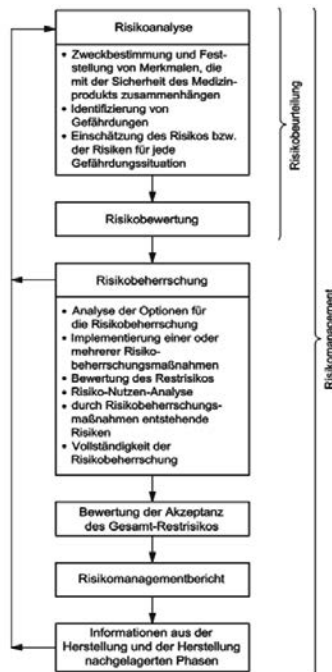 Risikoanalyse
• Zweckbestimmung und Fest-
stellung von Merkmalen, die
mit der Sicherheit des Medizin-
produkts zusammenhängen
• Identifizierung von
Gefährdungen
• Einschätzung des Risikos bzw.
der Risiken für jede
Gefährdungssituation
Risikobewertung
Risikobeurteilung
Risikobeherrschung
• Analyse der Optionen für
die Risikobeherrschung
• Implementierung einer oder
mehrerer Risiko-
beherrschungsmaßnahmen
• Bewertung des Restrisikos
• Risiko-Nutzen-Analyse
• durch Risikobeherrschungs-
maßnahmen entstehende
Risiken
• Vollständigkeit der
Risikobeherrschung
Bewertung der Akzeptanz
des Gesamt-Restrisikos
Risikomanagementbericht
Informationen aus der
Herstellung und der Herstellung
nachgelagerten Phasen
Risikomanagement